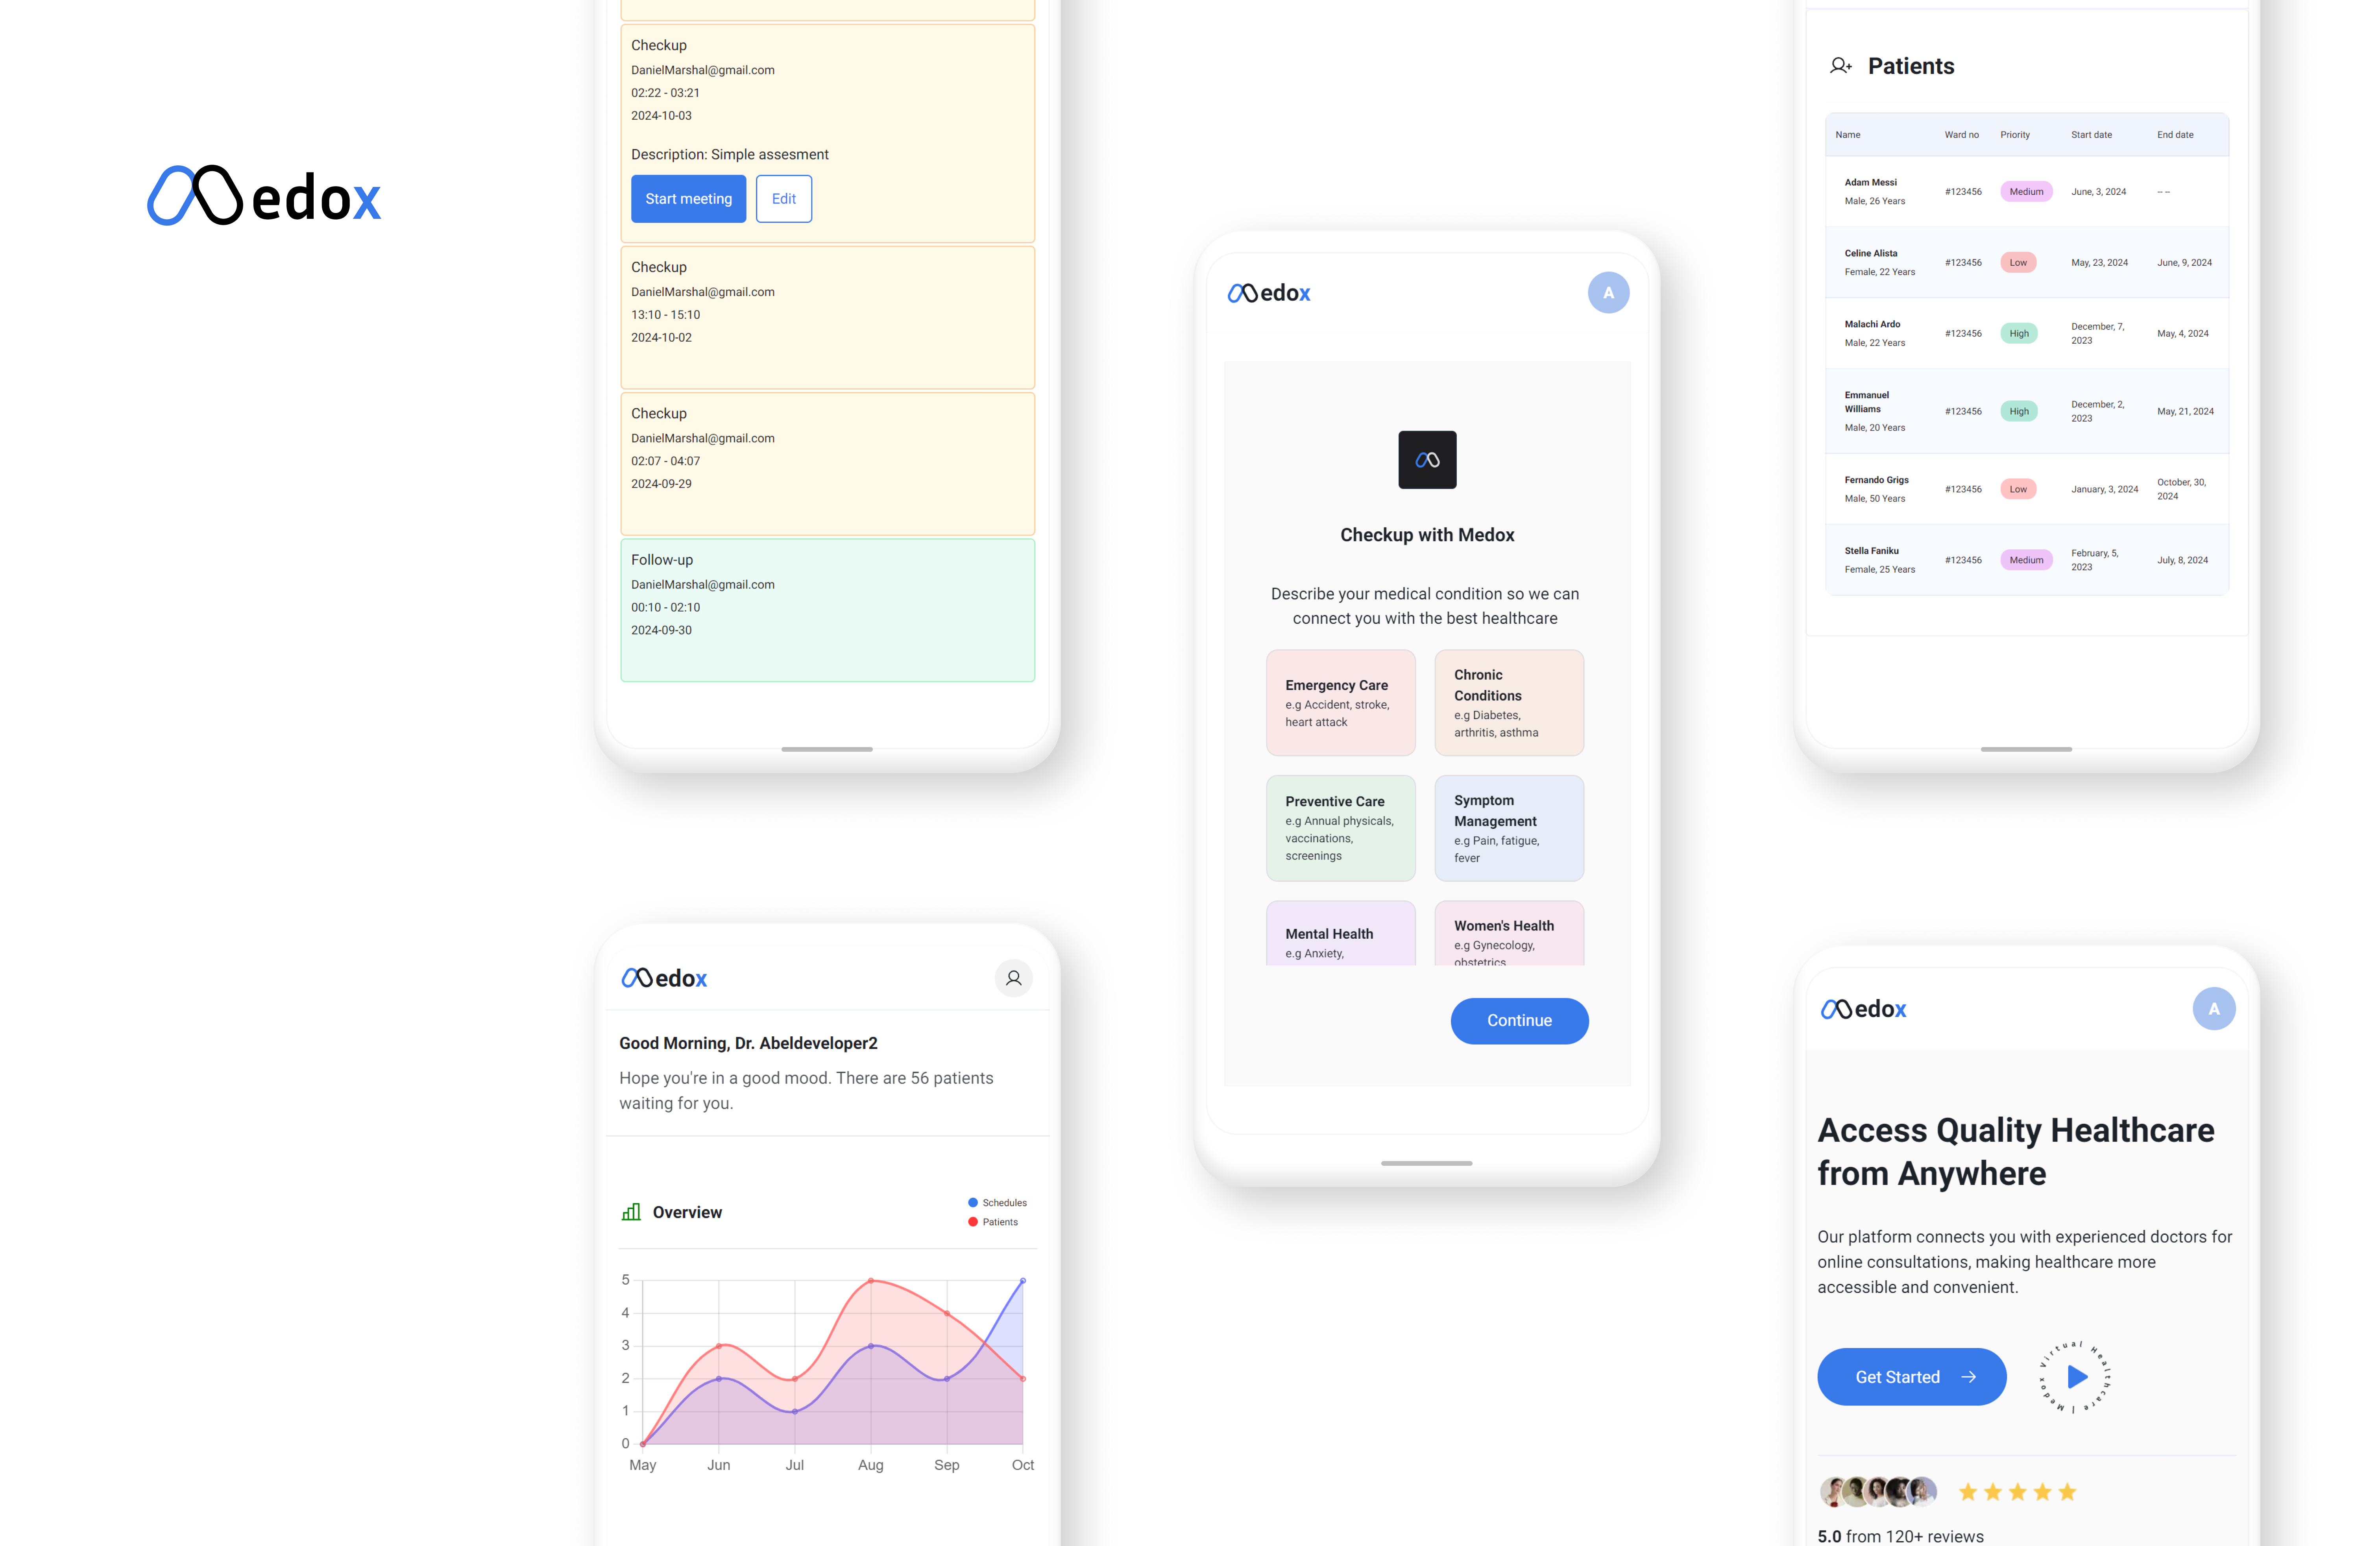 Medox
Checkup
DanielMarshal@gmail.com
02:22 - 03:21
2024-10-03
Description: Simple assesment
Start meeting
Edit
Checkup
DanielMarshal@gmail.com
13:10 - 15:10
2024-10-02
Checkup
DanielMarshal@gmail.com
02:07 - 04:07
2024-09-29
Follow-up
DanielMarshal@gmail.com
00:10 - 02:10
2024-09-30
Medox
Good Morning, Dr. Abeldeveloper2
Hope you're in a good mood. There are 56 patients
waiting for you.
Overview
Schedules
Patients
5
4
3
2
1
0
May Jun Jul Aug Sep Oct
Medox
A
Checkup with Medox
Describe your medical condition so we can
connect you with the best healthcare
Emergency Care
e.g Accident, stroke,
heart attack
Chronic
Conditions
e.g Diabetes,
arthritis, asthma
Preventive Care
e.g Annual physicals,
vaccinations,
screenings
Symptom
Management
e.g Pain, fatigue,
fever
Mental Health
e.g Anxiety,
Women's Health
e.g Gynecology,
obstetrics
Continue
Patients
Name Ward no Priority Start date End date
Adam Messi
Male, 26 Years
#123456
Medium
June, 3, 2024
-- --
Celine Alista
Female, 22 Years
#123456
Low
May, 23, 2024
June, 9, 2024
Malachi Ardo
Male, 22 Years
#123456
High
December, 7,
2023
May, 4, 2024
Emmanuel
Williams
Male, 20 Years
#123456
High
December, 2,
2023
May, 21, 2024
Fernando Grigs
Male, 50 Years
#123456
Low
January, 3, 2024
October, 30,
2024
Stella Faniku
Female, 25 Years
#123456
Medium
February, 5,
2023
July, 8, 2024
Medox
A
Access Quality Healthcare
from Anywhere
Our platform connects you with experienced doctors for
online consultations, making healthcare more
accessible and convenient.
Get Started →
Medox Virtual Healthcare |
5.0 from 120+ reviews